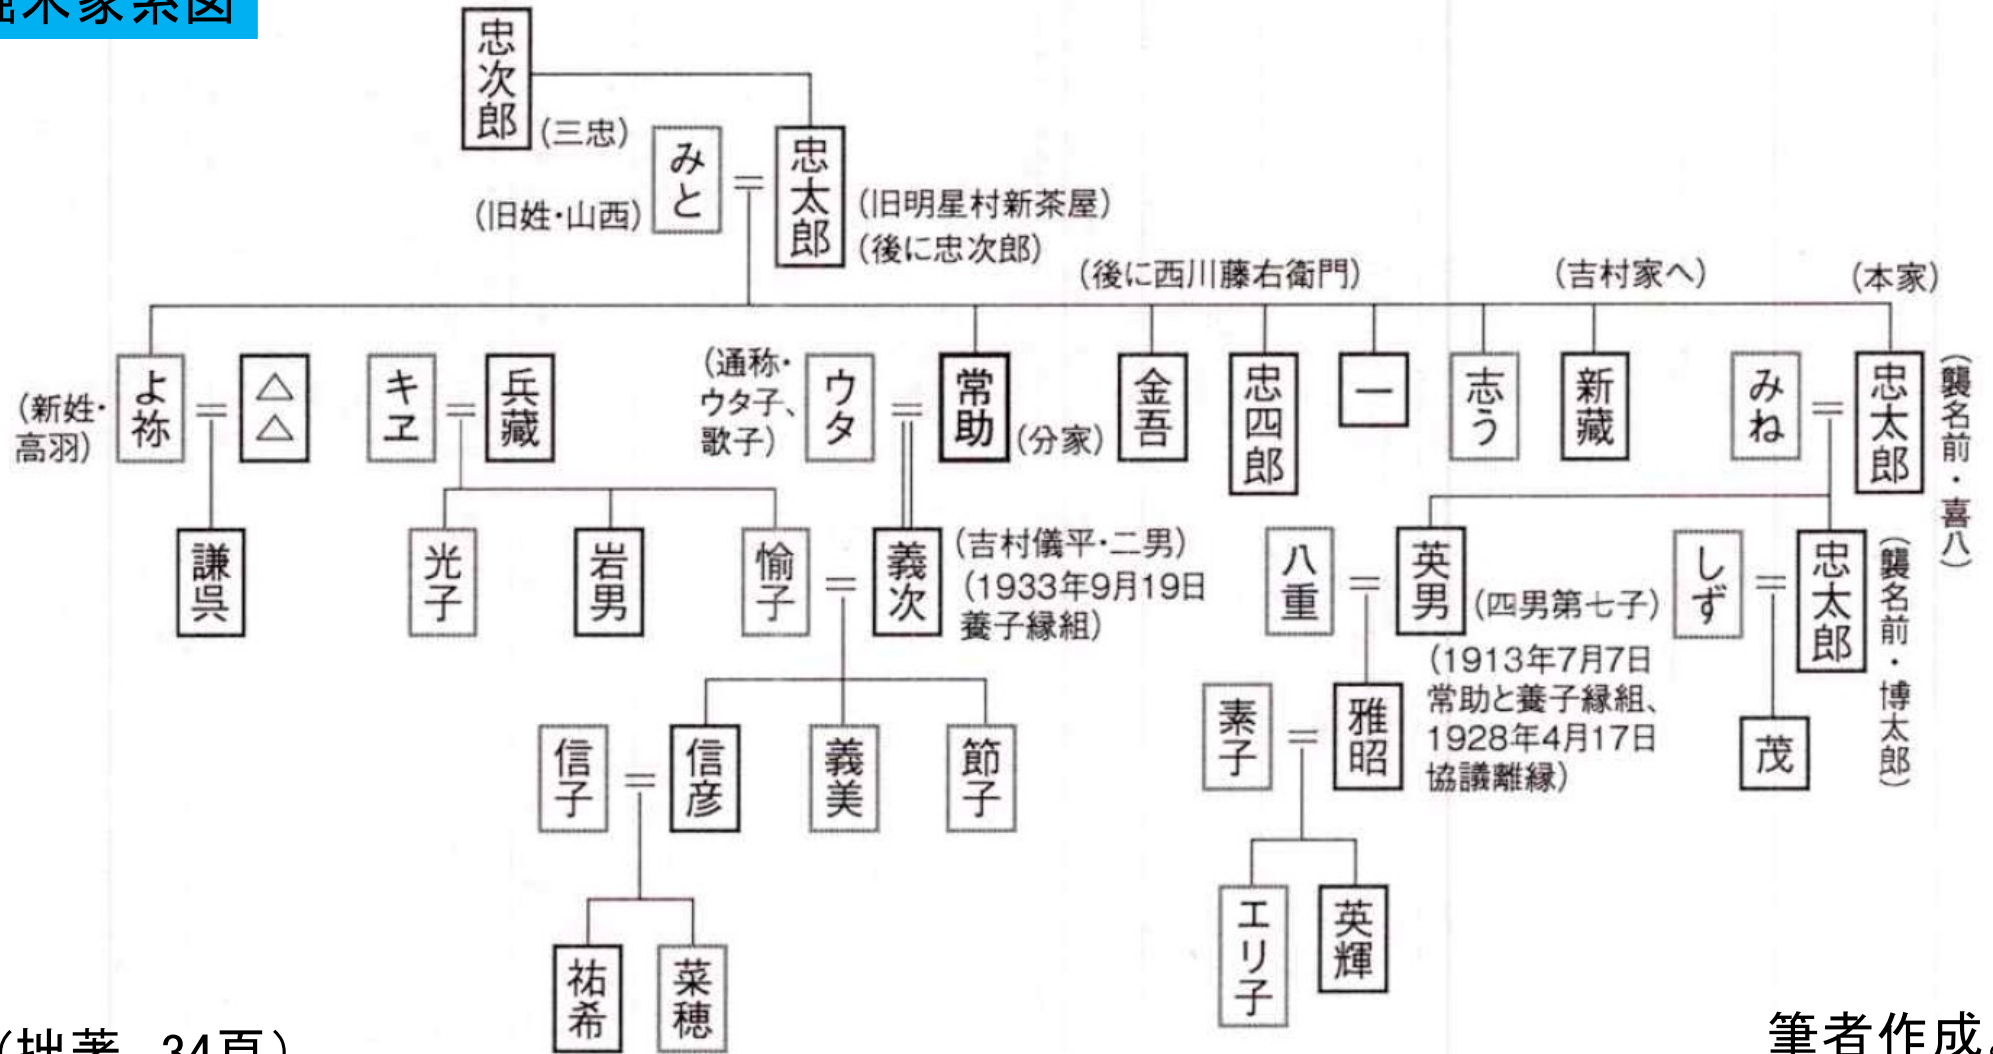 堀木家系図
忠次郎
(三忠)
みと
(旧姓・山西)
忠太郎
(旧明星村新茶屋)
(後に忠次郎)
(後に西川藤右衛門)
(吉村家へ)
(本家)
よ祢
(新姓・
高羽)
△△
キヱ
兵藏
(通称・
ウタ子、
歌子)
ウタ
常助
(分家)
金吾
忠四郎
一
志う
新藏
みね
忠太郎
(襲名前・喜八)
謙呉
光子
岩男
愉子
義次
(吉村儀平・二男)
(1933年9月19日
養子縁組)
八重
英男
(四男第七子)
(1913年7月7日
常助と養子縁組、
1928年4月17日
協議離縁)
しず
忠太郎
(襲名前・博太郎)
信子
信彦
義美
節子
素子
雅昭
茂
祐希
菜穂
エリ子
英輝
(拙著 34頁)
筆者作成。